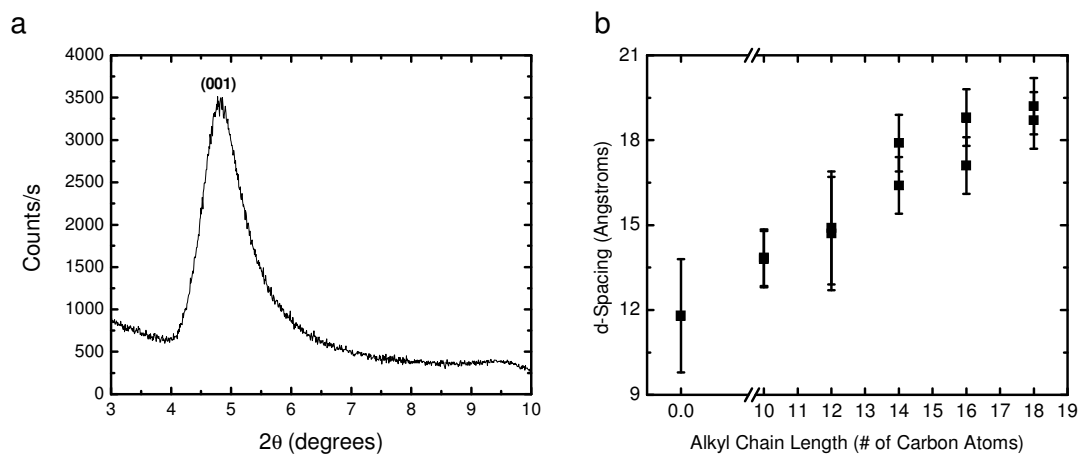 a
4000
3500
3000
2500
2000
1500
1000
500
0
Counts/s
(001)
3 4 5 6 7 8 9 10
2θ (degrees)
b
21
18
15
12
9
d-Spacing (Angstroms)
0.0 10 11 12 13 14 15 16 17 18 19
Alkyl Chain Length (# of Carbon Atoms)